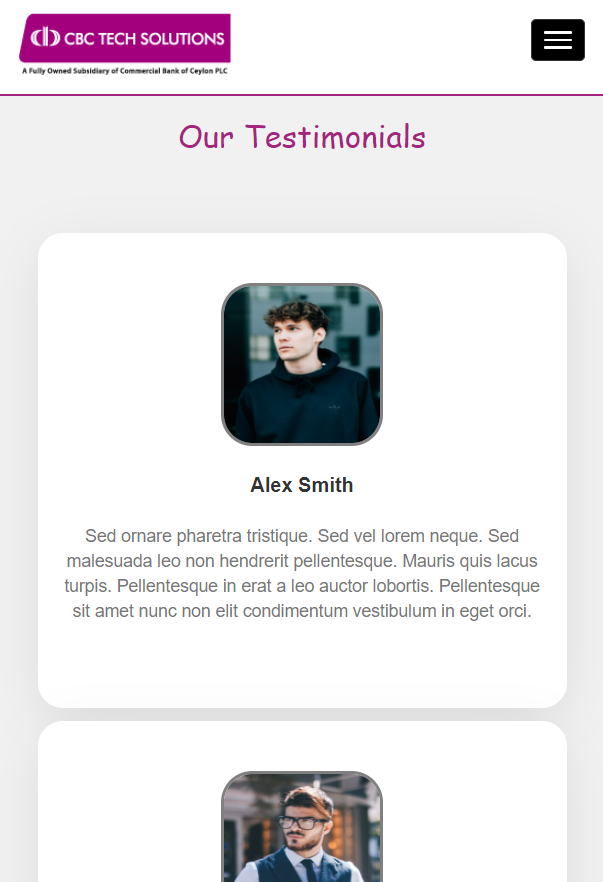 CBC TECH SOLUTIONS
A Fully Owned Subsidiary of Commercial Bank of Ceylon PLC
Our Testimonials
Alex Smith
Sed ornare pharetra tristique. Sed vel lorem neque. Sed
malesuada leo non hendrerit pellentesque. Mauris quis lacus
turpis. Pellentesque in erat a leo auctor lobortis. Pellentesque
sit amet nunc non elit condimentum vestibulum in eget orci.